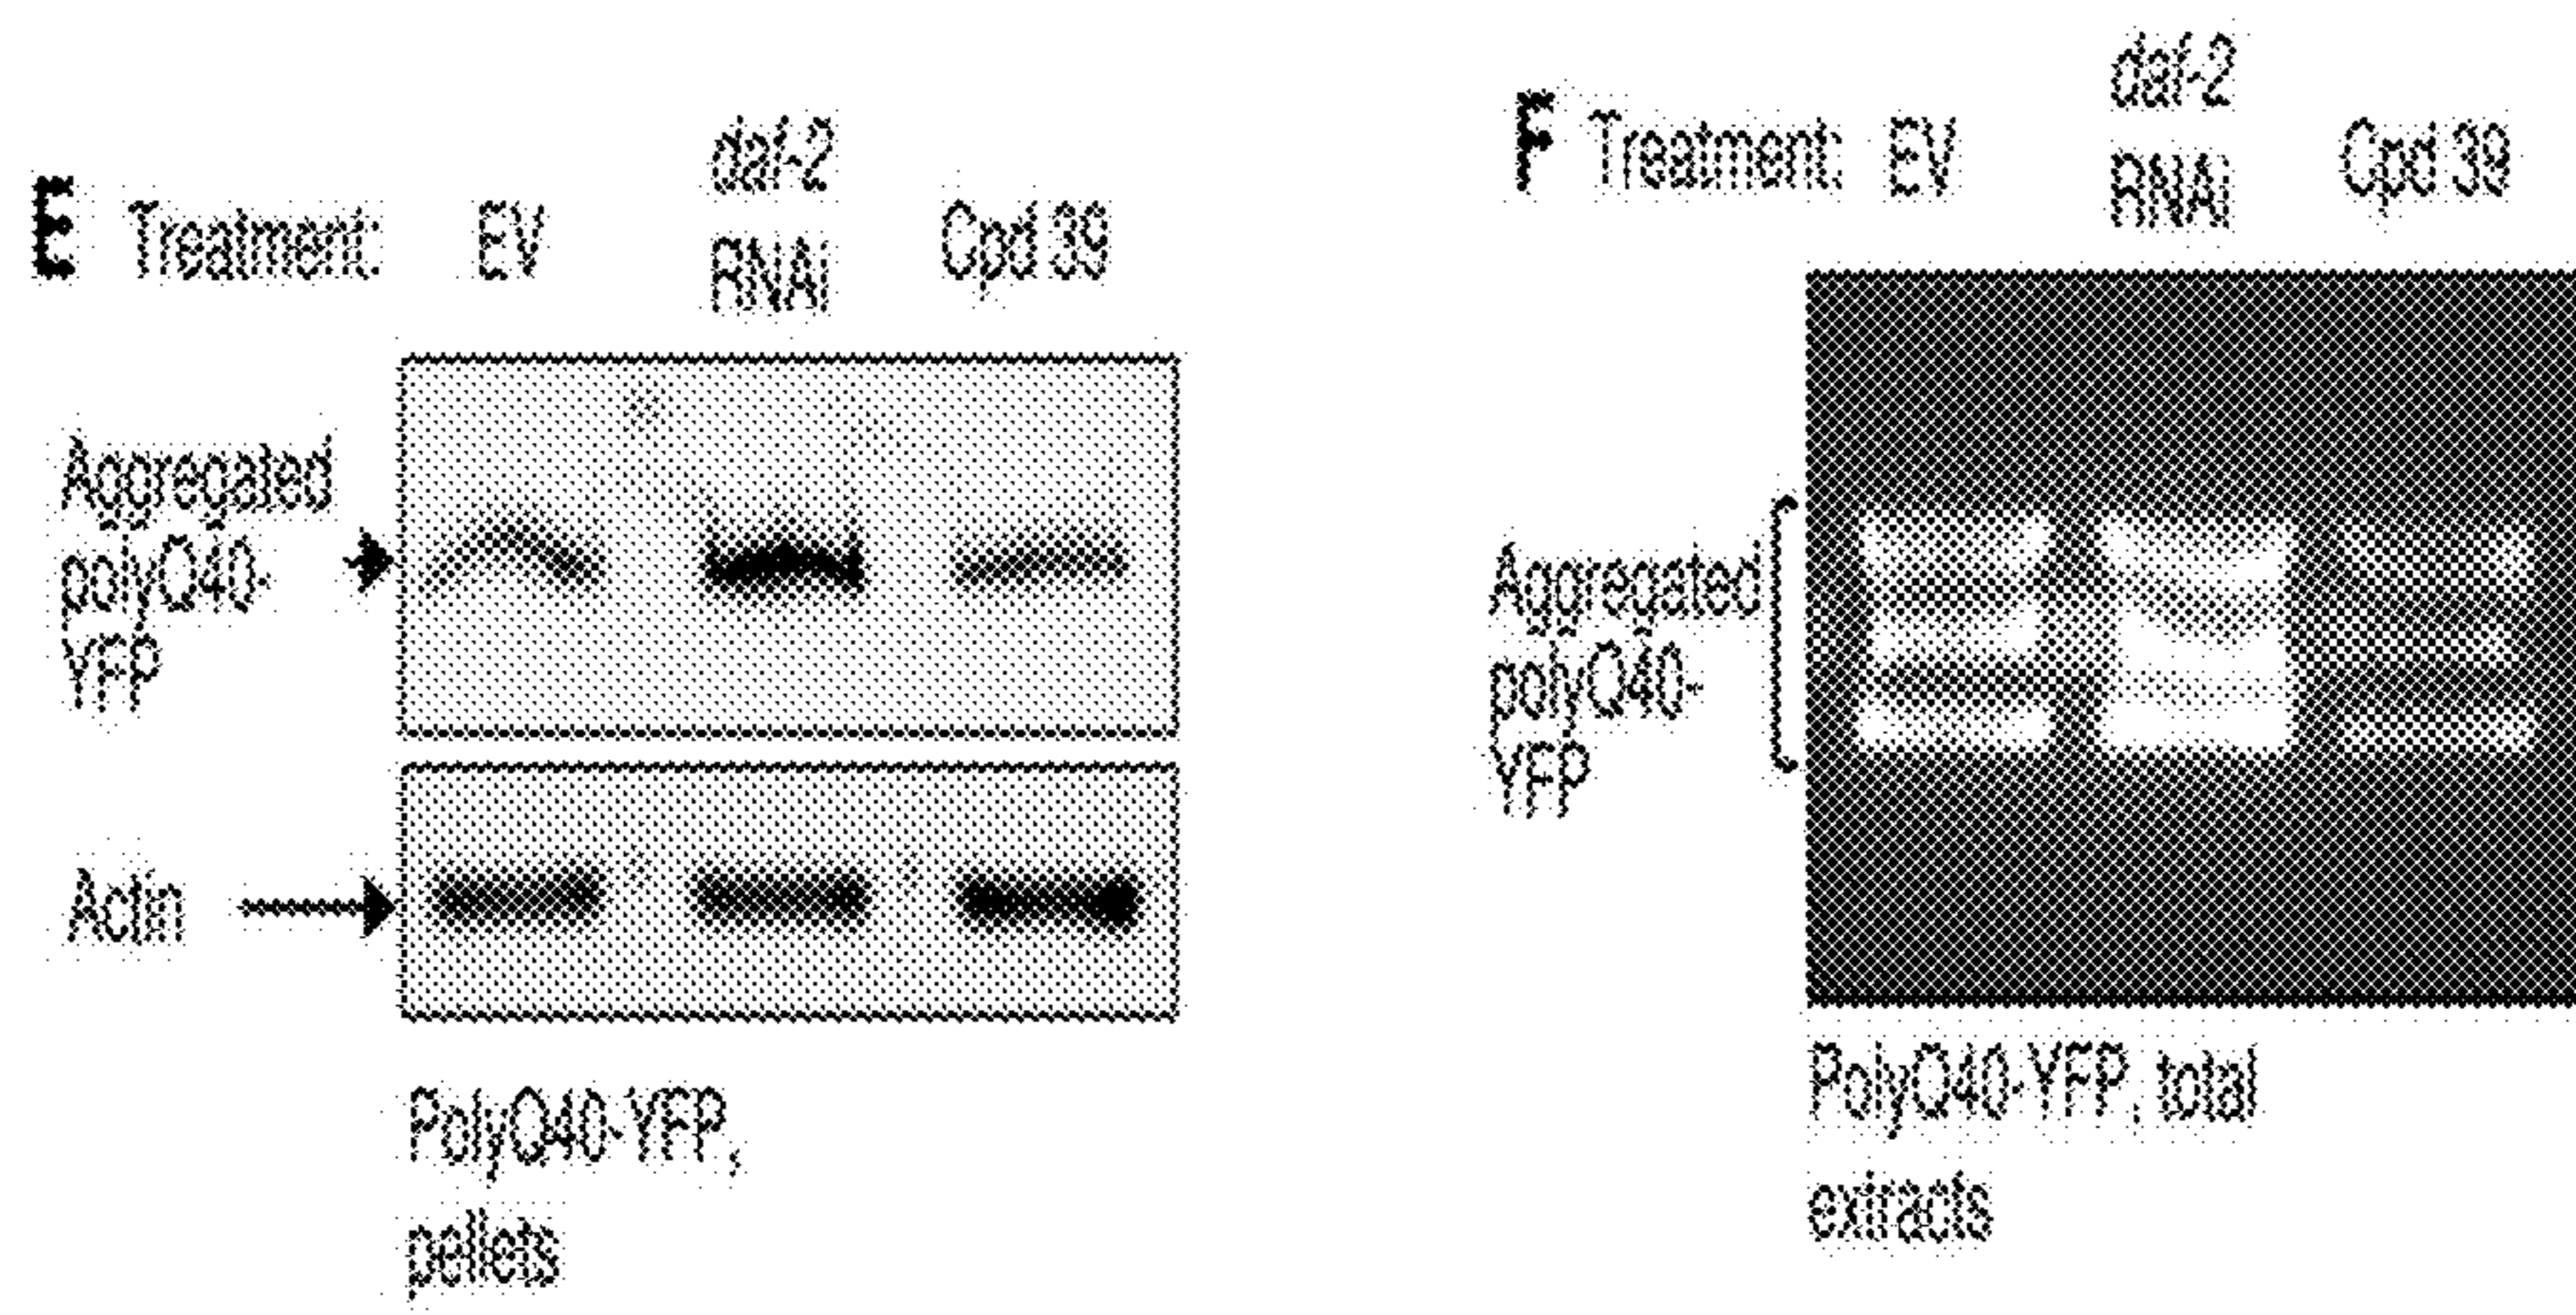 E Treatment: EV daf-2 RNAi Cpd 39
Aggregated
polyQ40-
YFP
Actin
PolyQ40-YFP,
pellets
F Treatment: EV daf-2 RNAi Cpd 39
Aggregated
polyQ40-
YFP
PolyQ40-YFP, total
extracts